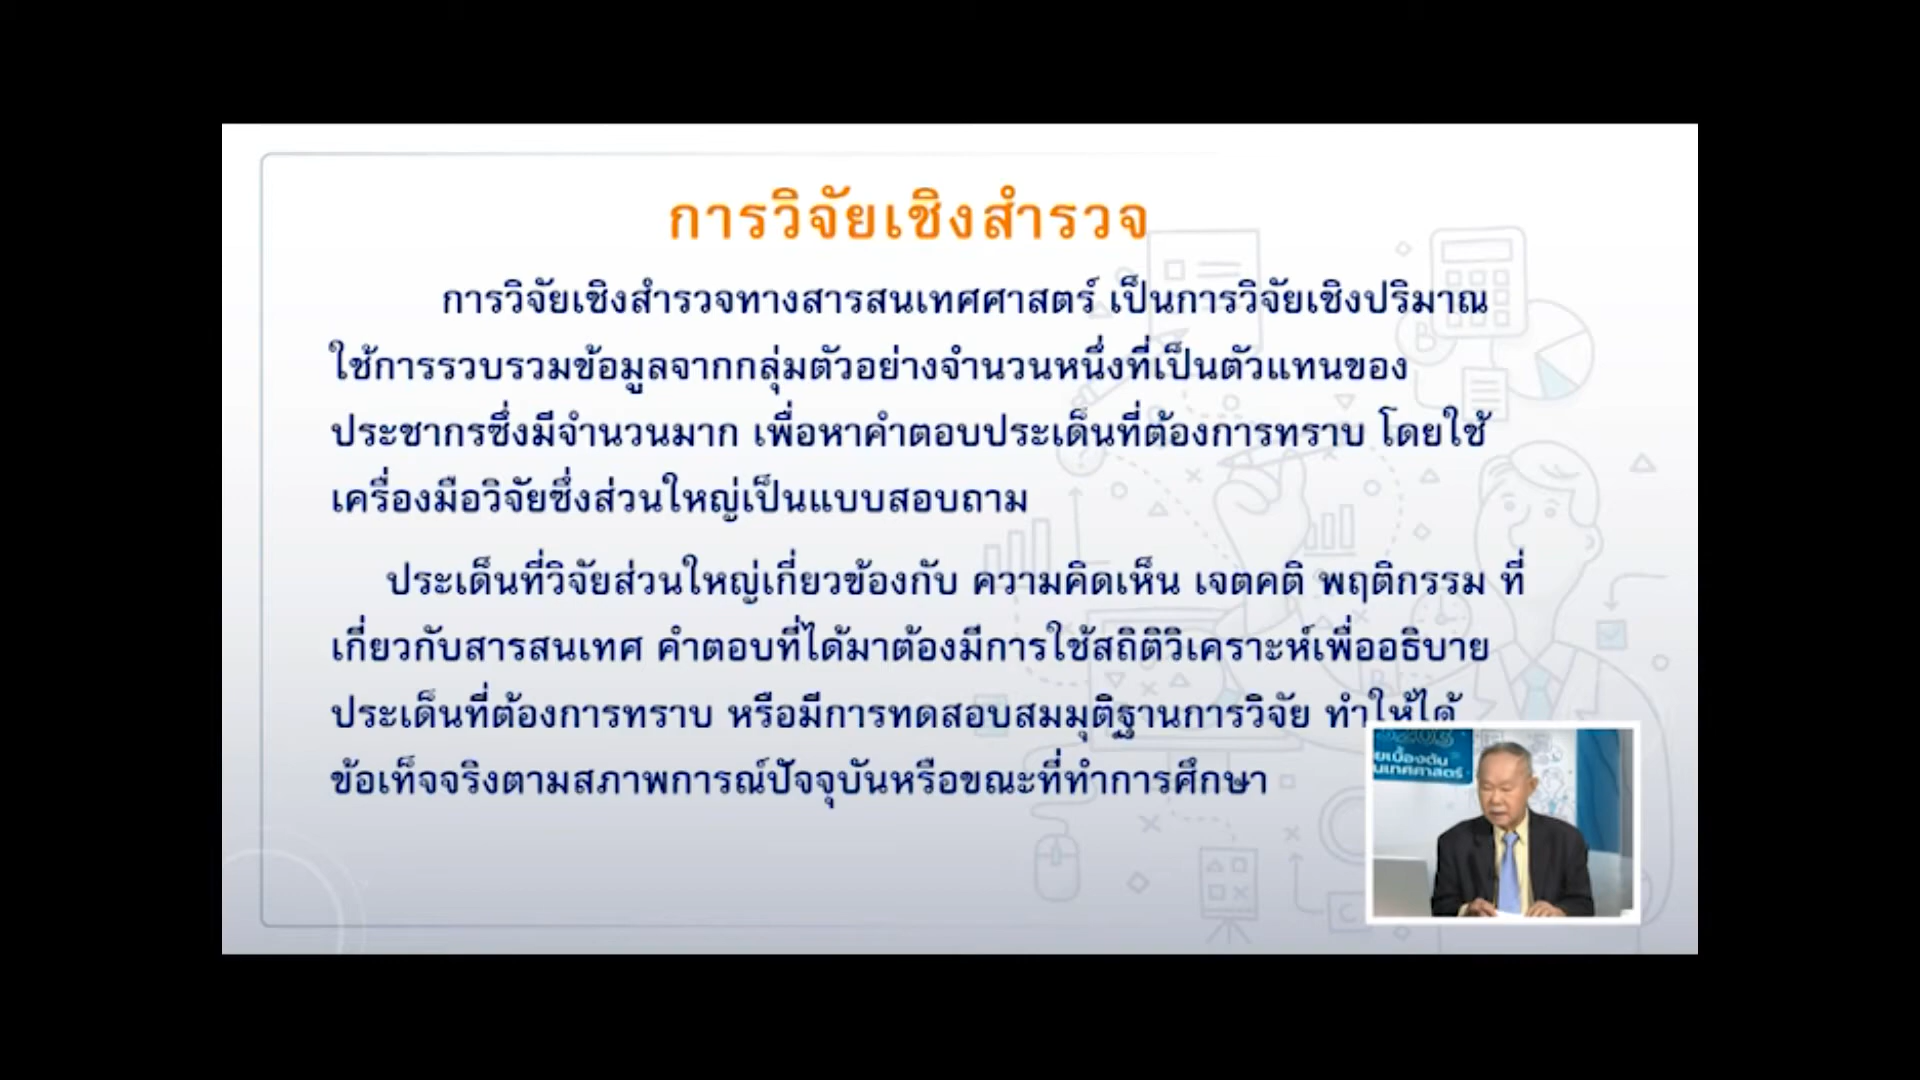 การวิจัยเชิงสำรวจ
การวิจัยเชิงสำรวจทางสารสนเทศศาสตร์ เป็นการวิจัยเชิงปริมาณ
ใช้การรวบรวมข้อมูลจากกลุ่มตัวอย่างจำนวนหนึ่งที่เป็นตัวแทนของ
ประชากรซึ่งมีจำนวนมาก เพื่อหาคำตอบประเด็นที่ต้องการทราบ โดยใช้
เครื่องมือวิจัยซึ่งส่วนใหญ่เป็นแบบสอบถาม
ประเด็นที่วิจัยส่วนใหญ่เกี่ยวข้องกับ ความคิดเห็น เจตคติ พฤติกรรม ที่
เกี่ยวกับสารสนเทศ คำตอบที่ได้มาต้องมีการใช้สถิติวิเคราะห์เพื่ออธิบาย
ประเด็นที่ต้องการทราบ หรือมีการทดสอบสมมุติฐานการวิจัย ทำให้ได้
ข้อเท็จจริงตามสภาพการณ์ปัจจุบันหรือขณะที่ทำการศึกษา
ยเบื้องต้น
นเทศศาสตร์